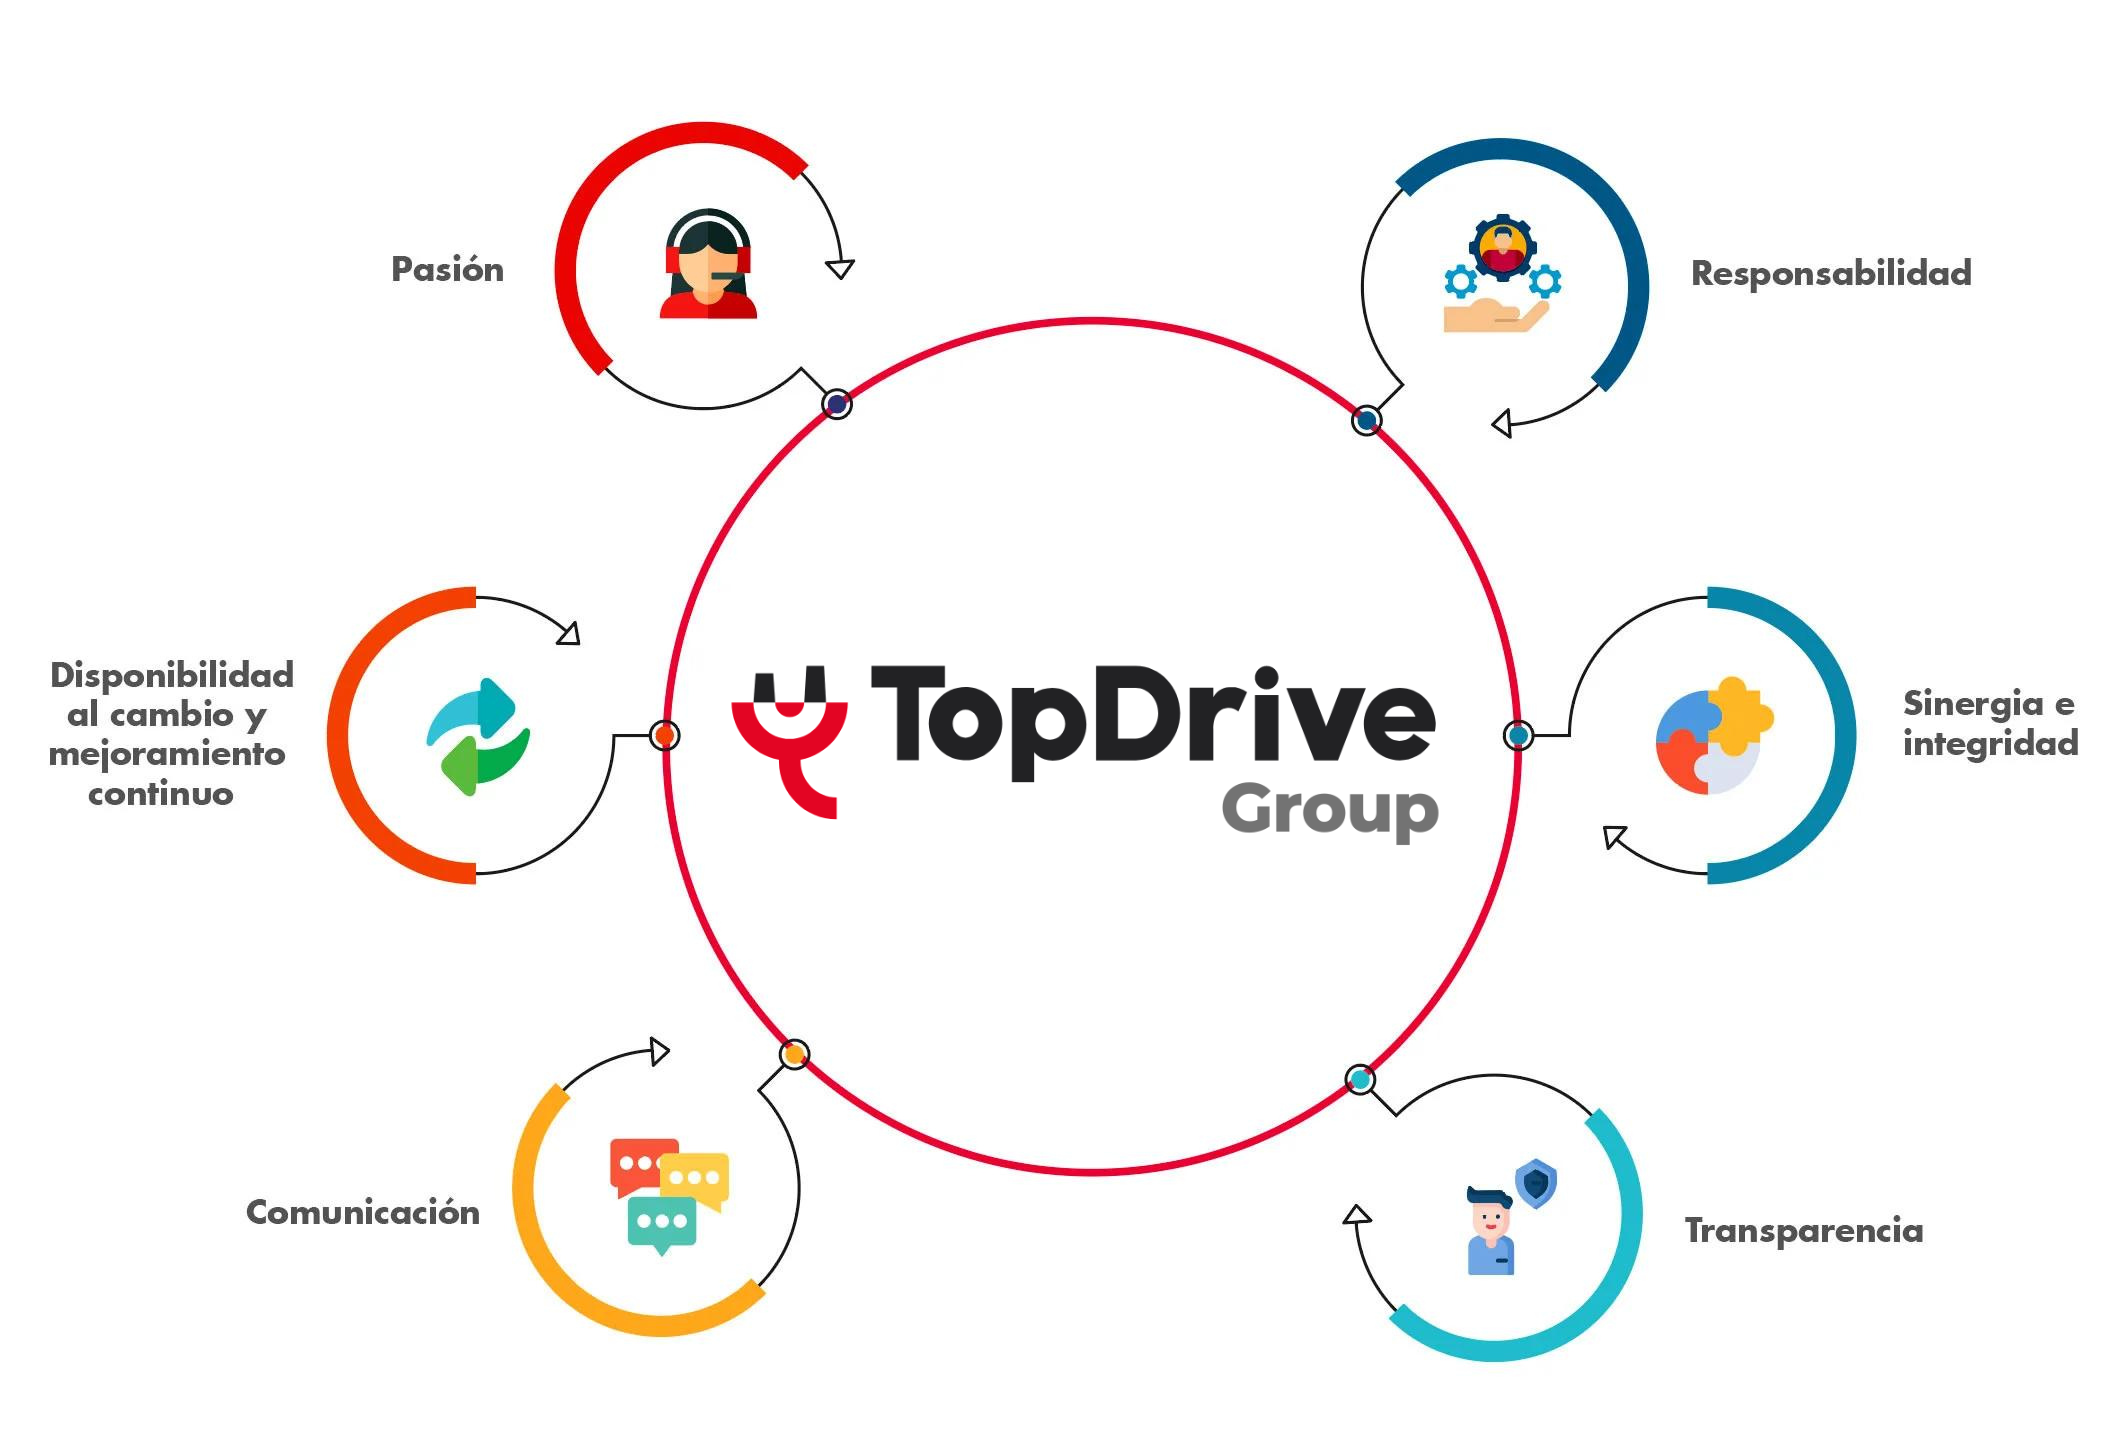 Pasión
Responsabilidad
Disponibilidad
al cambio y
mejoramiento
continuo
TopDrive
Group
Sinergia e
integridad
Comunicación
Transparencia